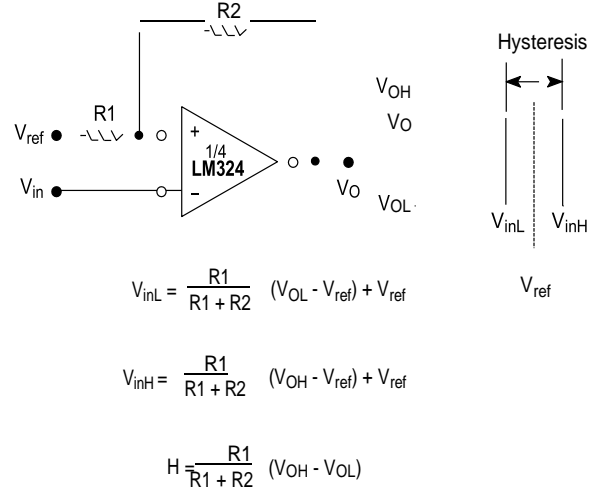 R2
Hysteresis
R1
Vref
+
1/4
LM324
−
Vin
VO
VOH
VO
VOL
VinL
VinH
Vref
VinL = R1 / R1 + R2 (VOL - Vref) + Vref
VinH = R1 / R1 + R2 (VOH - Vref) + Vref
H = R1 / R1 + R2 (VOH - VOL)